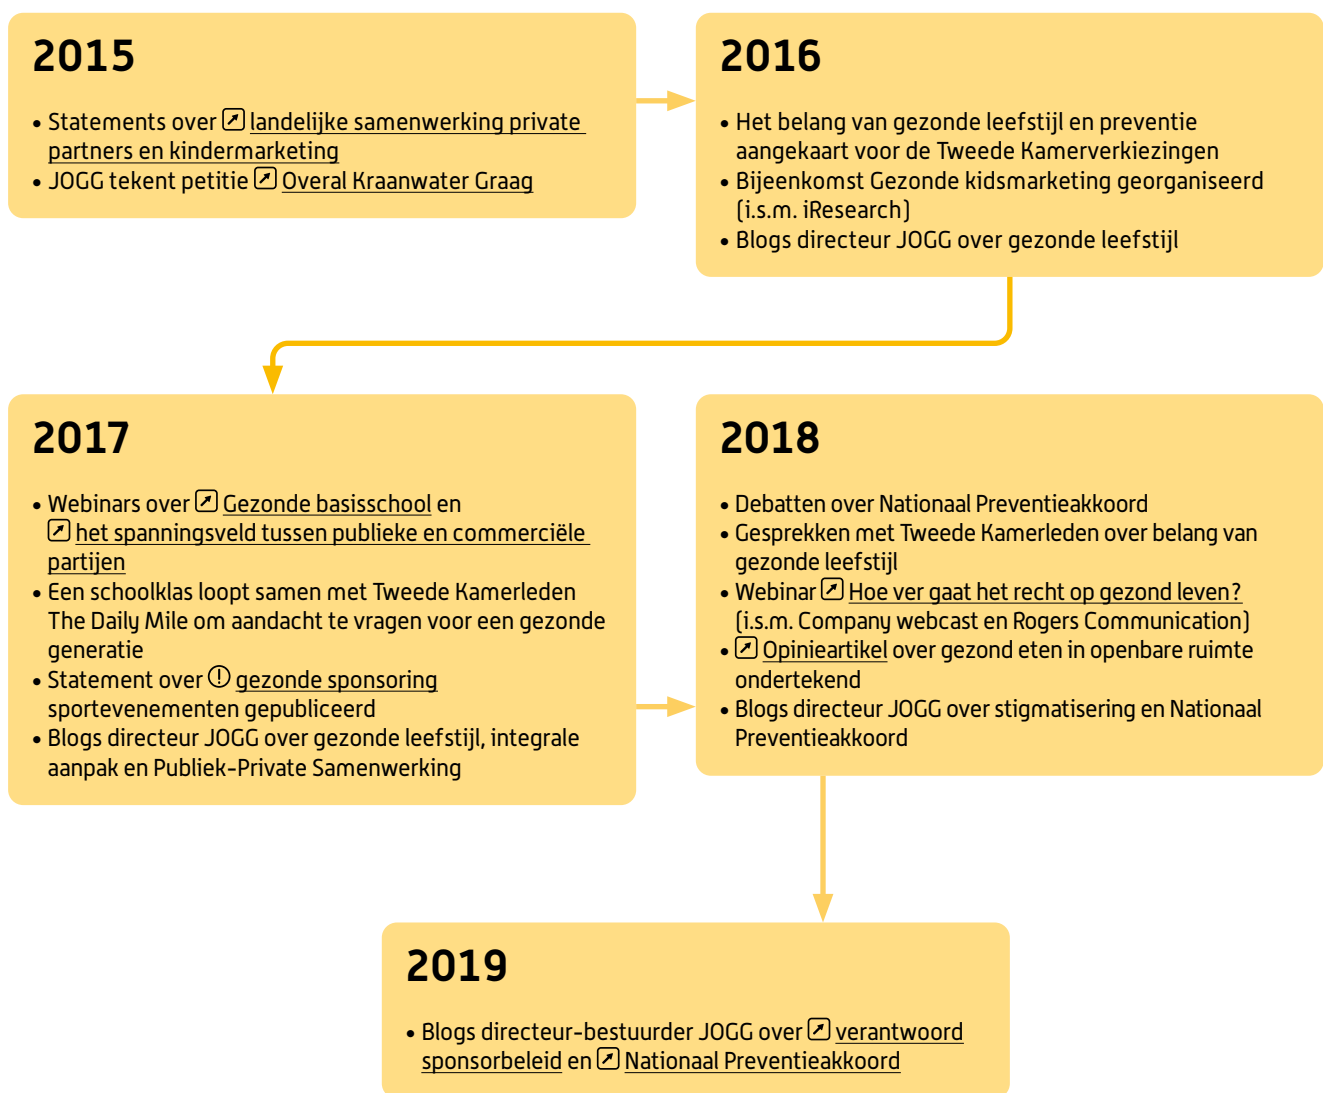 2015
• Statements over landelijke samenwerking private
partners en kindermarketing
• JOGG tekent petitie Overal Kraanwater Graag
2016
• Het belang van gezonde leefstijl en preventie
aangekaart voor de Tweede Kamerverkiezingen
• Bijeenkomst Gezonde kidsmarketing georganiseerd
(i.s.m. iResearch)
• Blogs directeur JOGG over gezonde leefstijl
2017
• Webinars over Gezonde basisschool en
het spanningsveld tussen publieke en commerciële
partijen
• Een schoolklas loopt samen met Tweede Kamerleden
The Daily Mile om aandacht te vragen voor een gezonde
generatie
• Statement over gezonde sponsoring
sportevenementen gepubliceerd
• Blogs directeur JOGG over gezonde leefstijl, integrale
aanpak en Publiek-Private Samenwerking
2018
• Debatten over Nationaal Preventieakkoord
• Gesprekken met Tweede Kamerleden over belang van
gezonde leefstijl
• Webinar Hoe ver gaat het recht op gezond leven?
(i.s.m. Company webcast en Rogers Communication)
• Opinieartikel over gezond eten in openbare ruimte
ondertekend
• Blogs directeur JOGG over stigmatisering en Nationaal
Preventieakkoord
2019
• Blogs directeur-bestuurder JOGG over verantwoord
sponsorbeleid en Nationaal Preventieakkoord